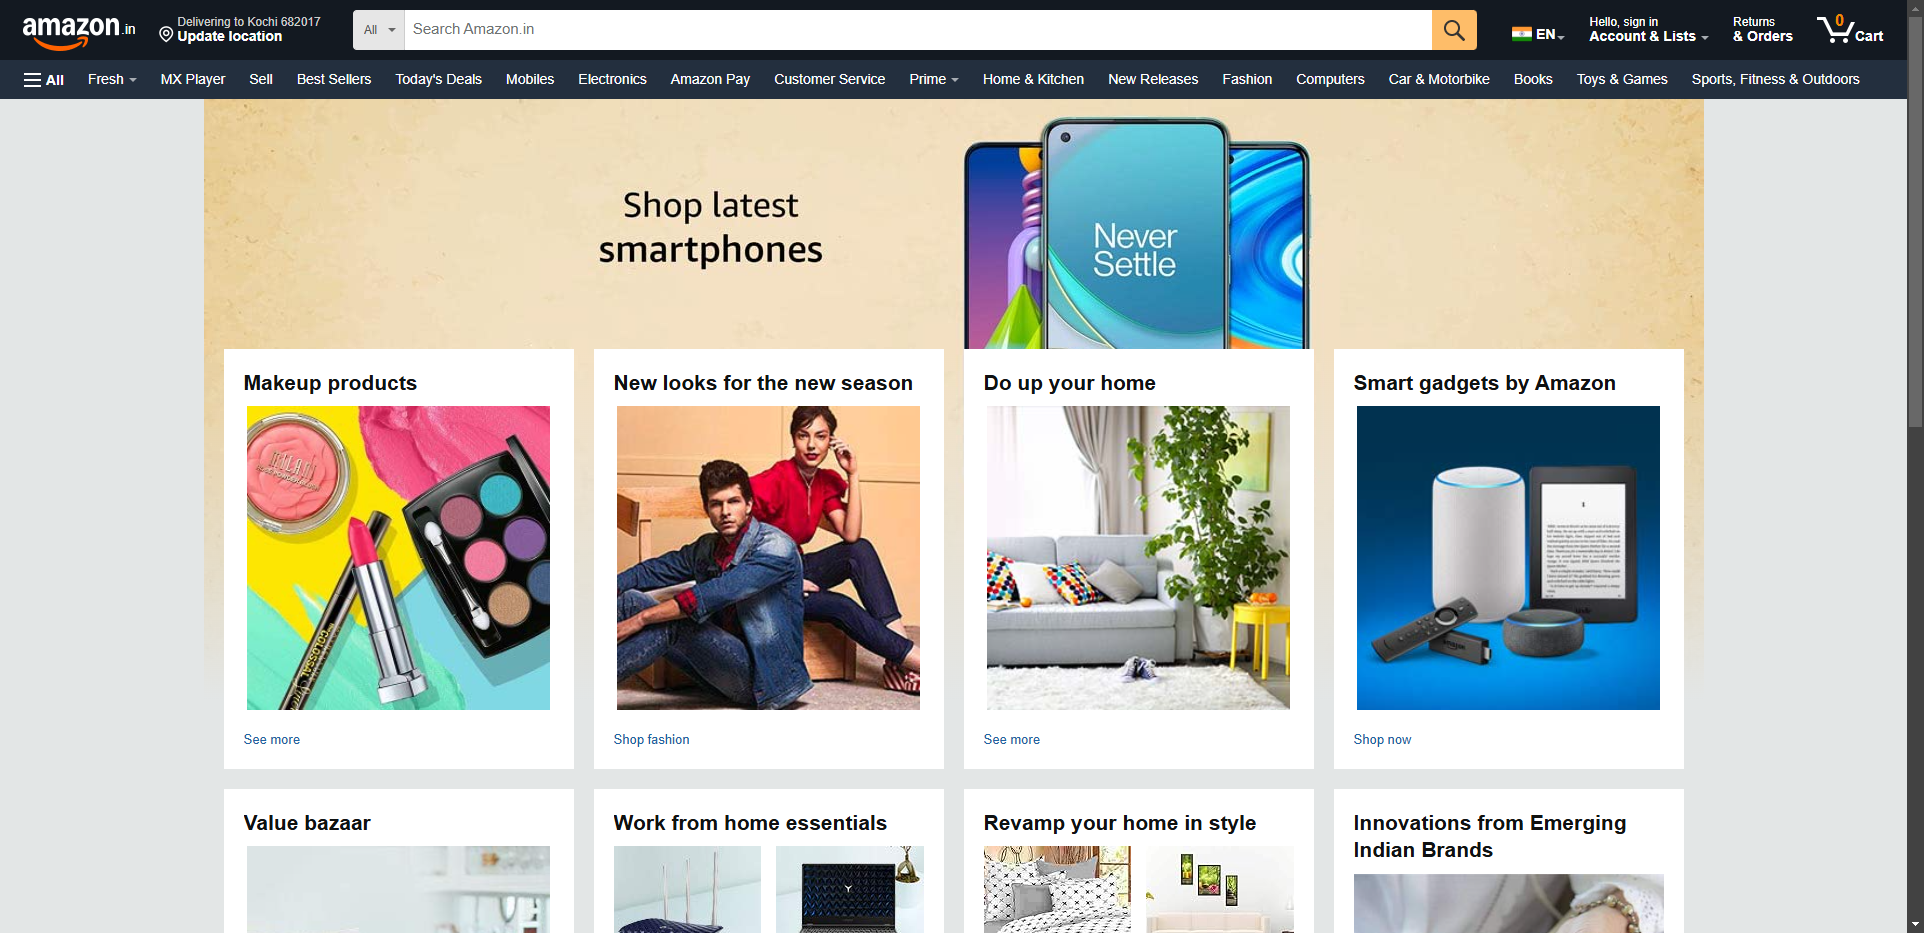 amazon.in
Delivering to Kochi 682017
Update location
All
Search Amazon.in
EN
Hello, sign in
Account & Lists
Returns
& Orders
0
Cart
All
Fresh
MX Player
Sell
Best Sellers
Today's Deals
Mobiles
Electronics
Amazon Pay
Customer Service
Prime
Home & Kitchen
New Releases
Fashion
Computers
Car & Motorbike
Books
Toys & Games
Sports, Fitness & Outdoors
Shop latest
smartphones
Never
Settle
Makeup products
MILANI
COLOSSAL
See more
New looks for the new season
Shop fashion
Do up your home
See more
Smart gadgets by Amazon
amazon
kindle
Shop now
Value bazaar
Work from home essentials
Revamp your home in style
Innovations from Emerging
Indian Brands